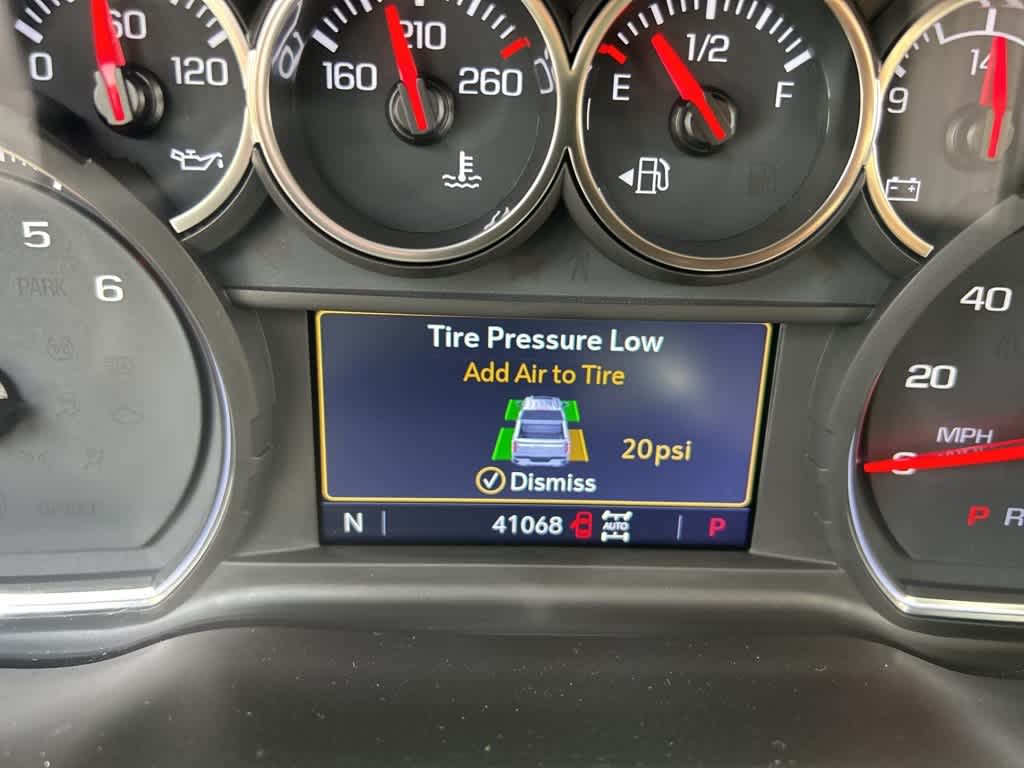 60
0
120
210
160
260
1/2
E
F
14
9
5
PARK
6
Tire Pressure Low
Add Air to Tire
20psi
Dismiss
N
41068
AUTO
P
40
20
MPH
P R